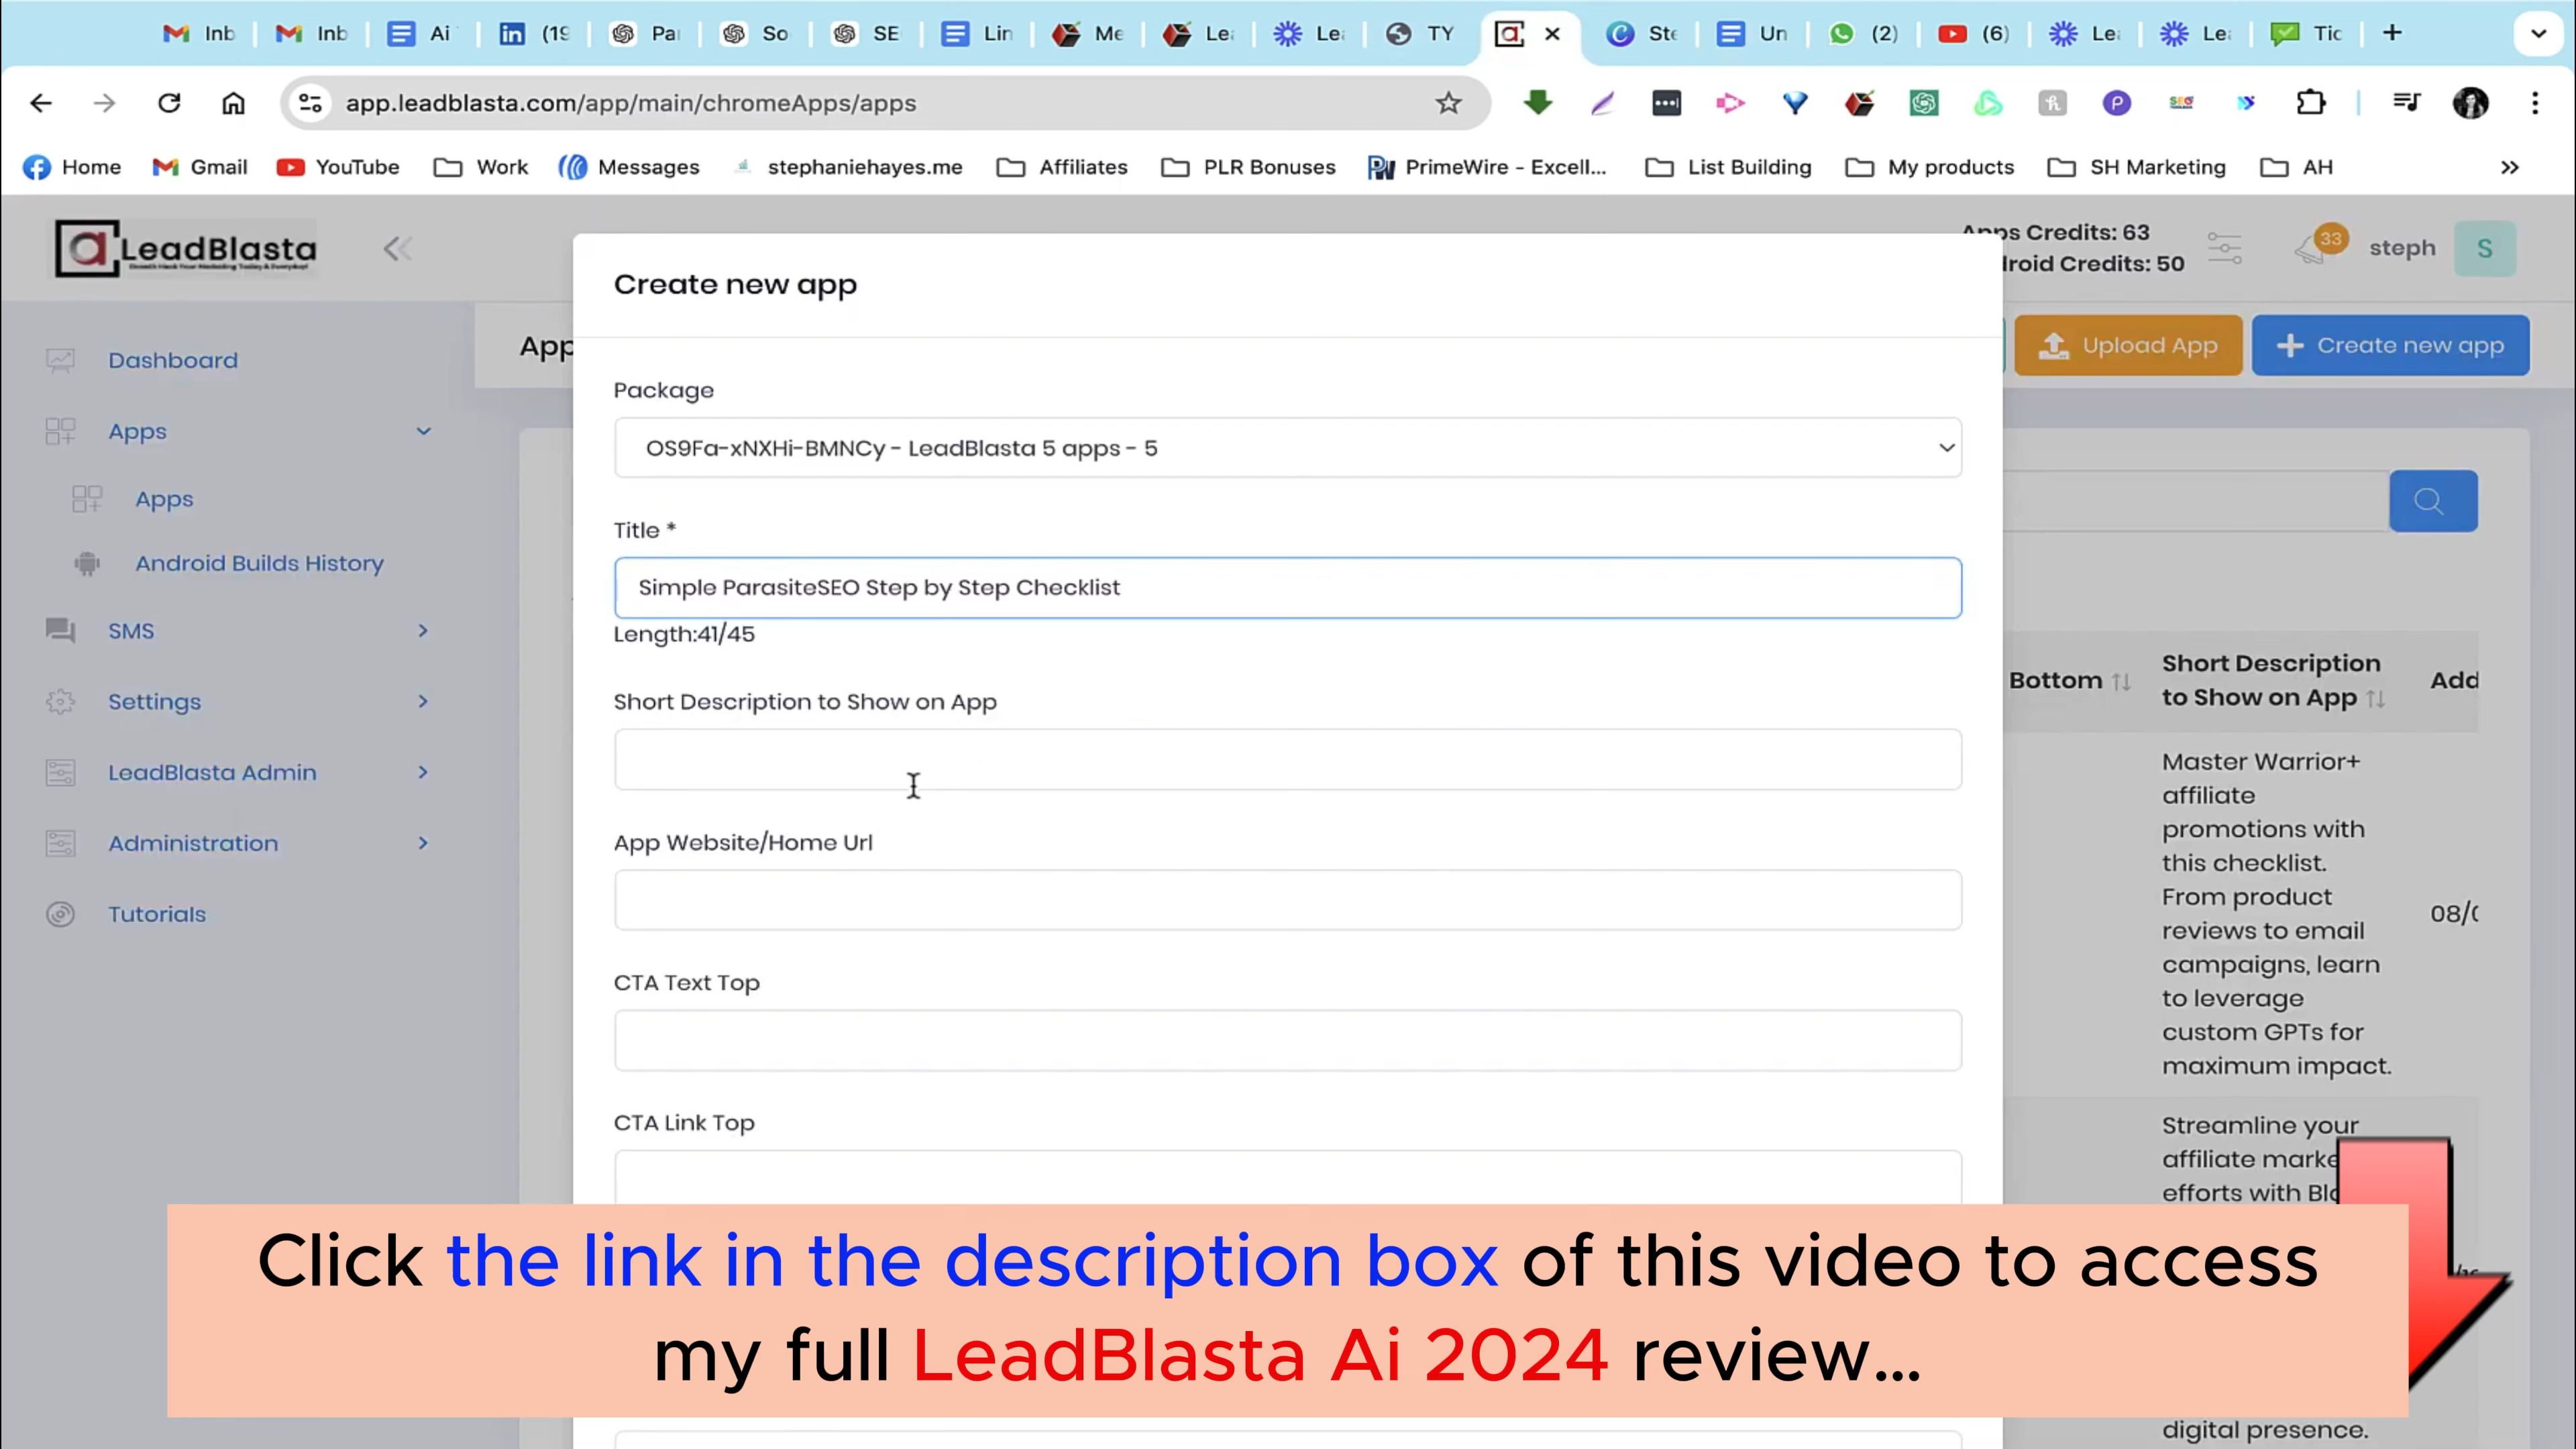 Inb
Inb
Ai
(19
Pa
So
SE
Lin
Me
Le
Le
TY
Ste
Un
(2)
(6)
Le
Le
Tic
app.leadblasta.com/app/main/chromeApps/apps
Home
Gmail
YouTube
Work
Messages
stephaniehayes.me
Affiliates
PLR Bonuses
PrimeWire - Excell...
List Building
My products
SH Marketing
AH
LeadBlasta
Growth Hack Your Marketing Today & Everyday!
Apps Credits: 63
droid Credits: 50
33
steph
S
Create new app
App
Upload App
Create new app
Dashboard
Apps
Apps
Android Builds History
SMS
Settings
LeadBlasta Admin
Administration
Tutorials
Package
OS9Fa-xNXHi-BMNCy - LeadBlasta 5 apps - 5
Title *
Simple ParasiteSEO Step by Step Checklist
Length:41/45
Short Description to Show on App
App Website/Home Url
CTA Text Top
CTA Link Top
Bottom
Short Description
to Show on App
Add
Master Warrior+
affiliate
promotions with
this checklist.
From product
reviews to email
campaigns, learn
to leverage
custom GPTs for
maximum impact.
08/0
Streamline your
affiliate marke
efforts with Blo
digital presence.
Click the link in the description box of this video to access
my full LeadBlasta Ai 2024 review...